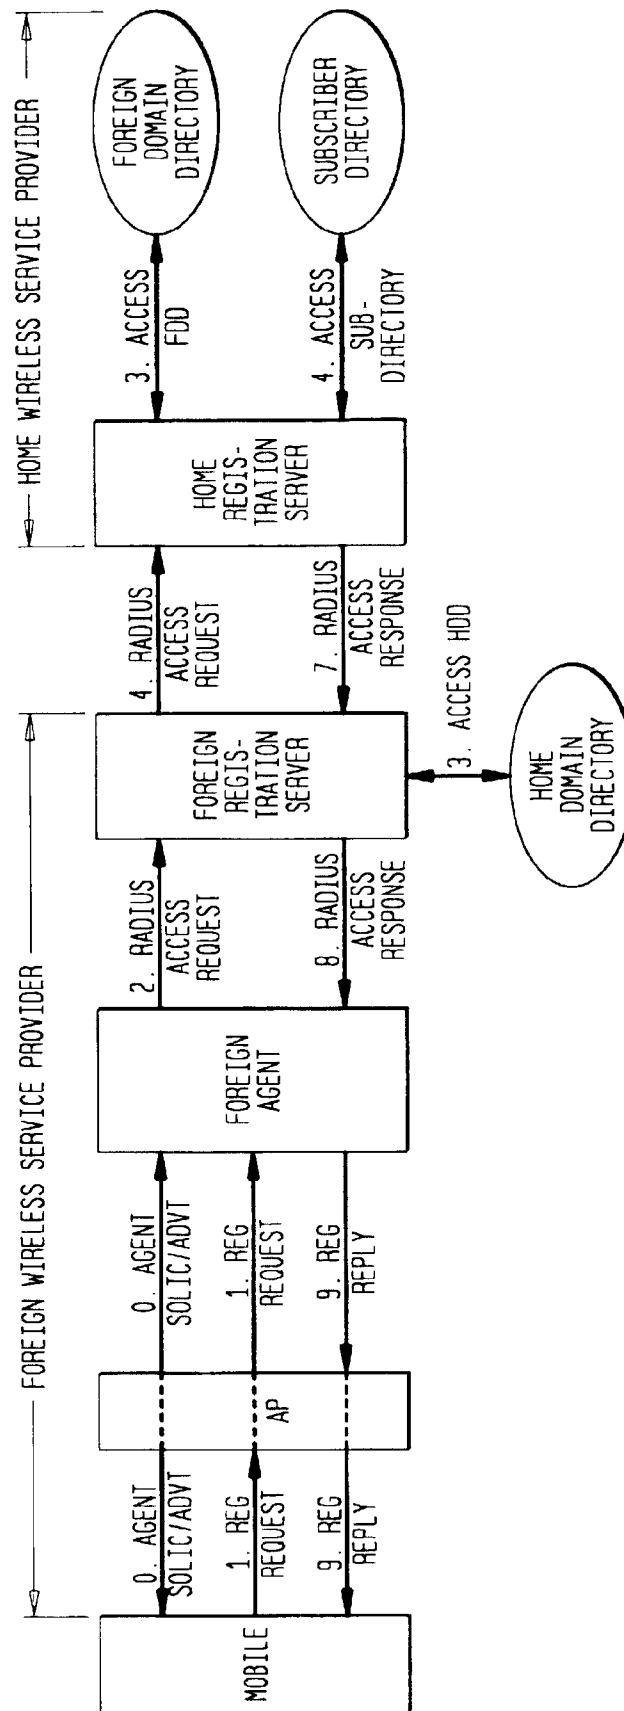 FOREIGN WIRELESS SERVICE PROVIDER
HOME WIRELESS SERVICE PROVIDER
MOBILE
0. AGENT
SOLIC/ADVT
1. REG
REQUEST
9. REG
REPLY
AP
0. AGENT
SOLIC/ADVT
1. REG
REQUEST
9. REG
REPLY
FOREIGN
AGENT
2. RADIUS
ACCESS
REQUEST
8. RADIUS
ACCESS
RESPONSE
FOREIGN
REGIS-
TRATION
SERVER
3. ACCESS HDD
HOME
DOMAIN
DIRECTORY
4. RADIUS
ACCESS
REQUEST
7. RADIUS
ACCESS
RESPONSE
HOME
REGIS-
TRATION
SERVER
3. ACCESS
FDD
4. ACCESS
SUB-
DIRECTORY
FOREIGN
DOMAIN
DIRECTORY
SUBSCRIBER
DIRECTORY